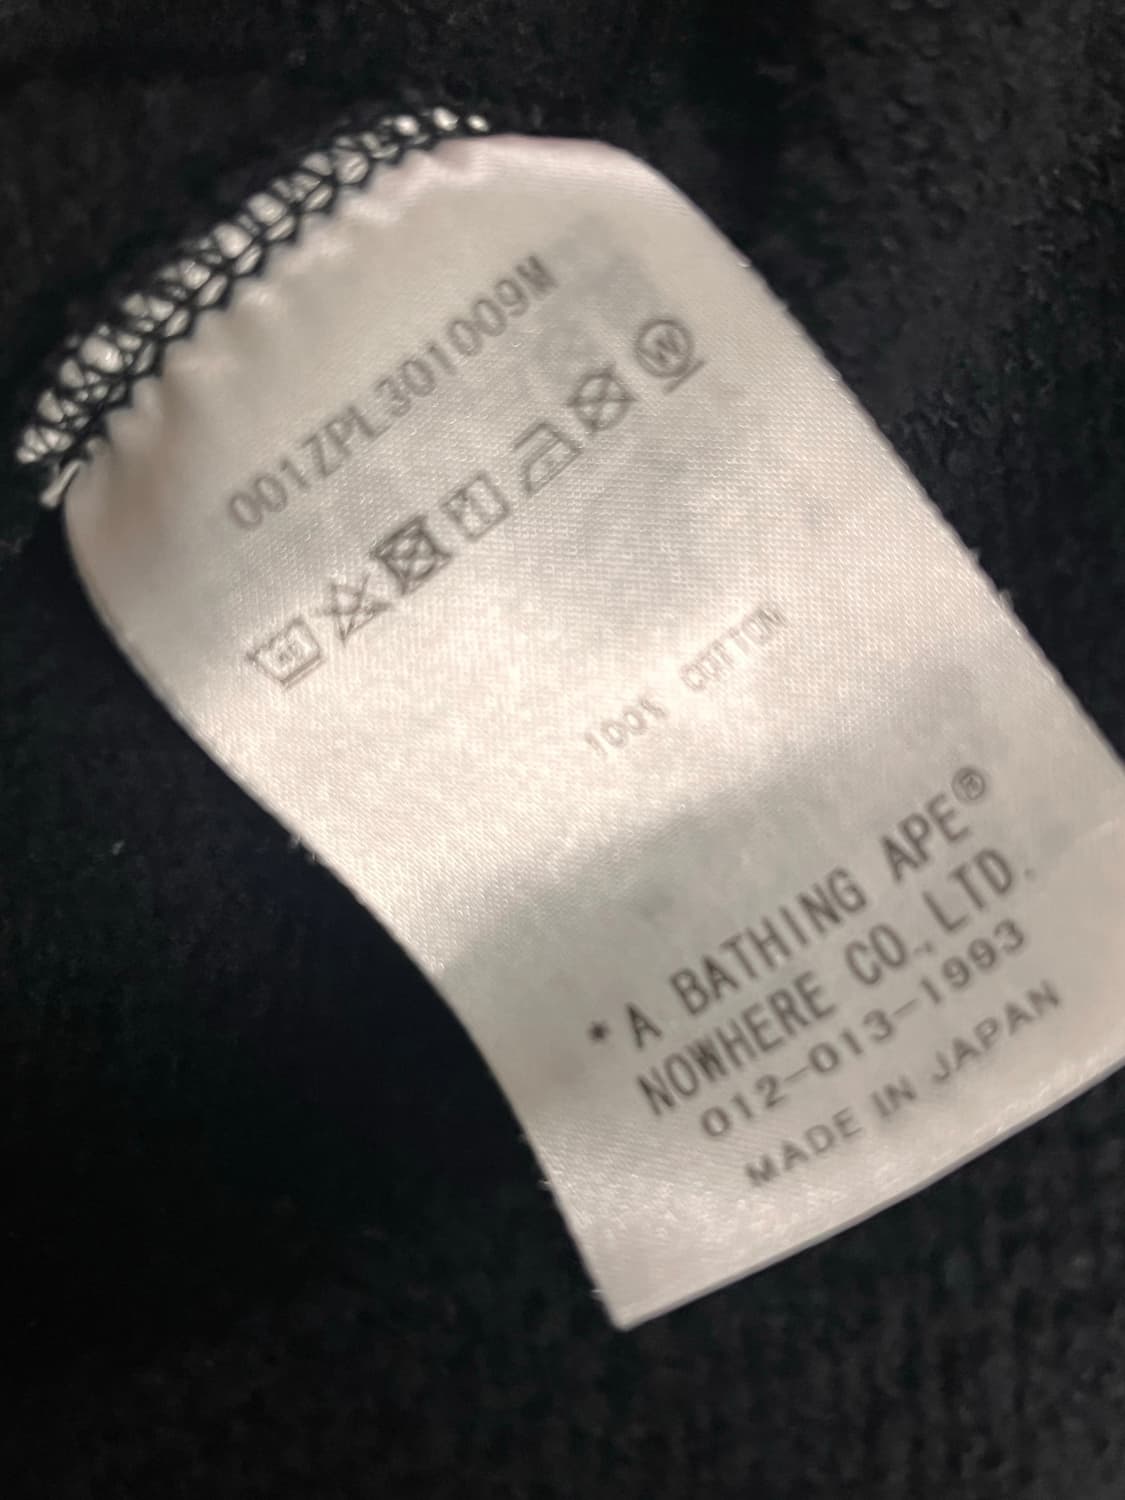 001ZPL301009M
100% COTTON
* A BATHING APE®
NOWHERE CO., LTD.
012-013-1993
MADE IN JAPAN